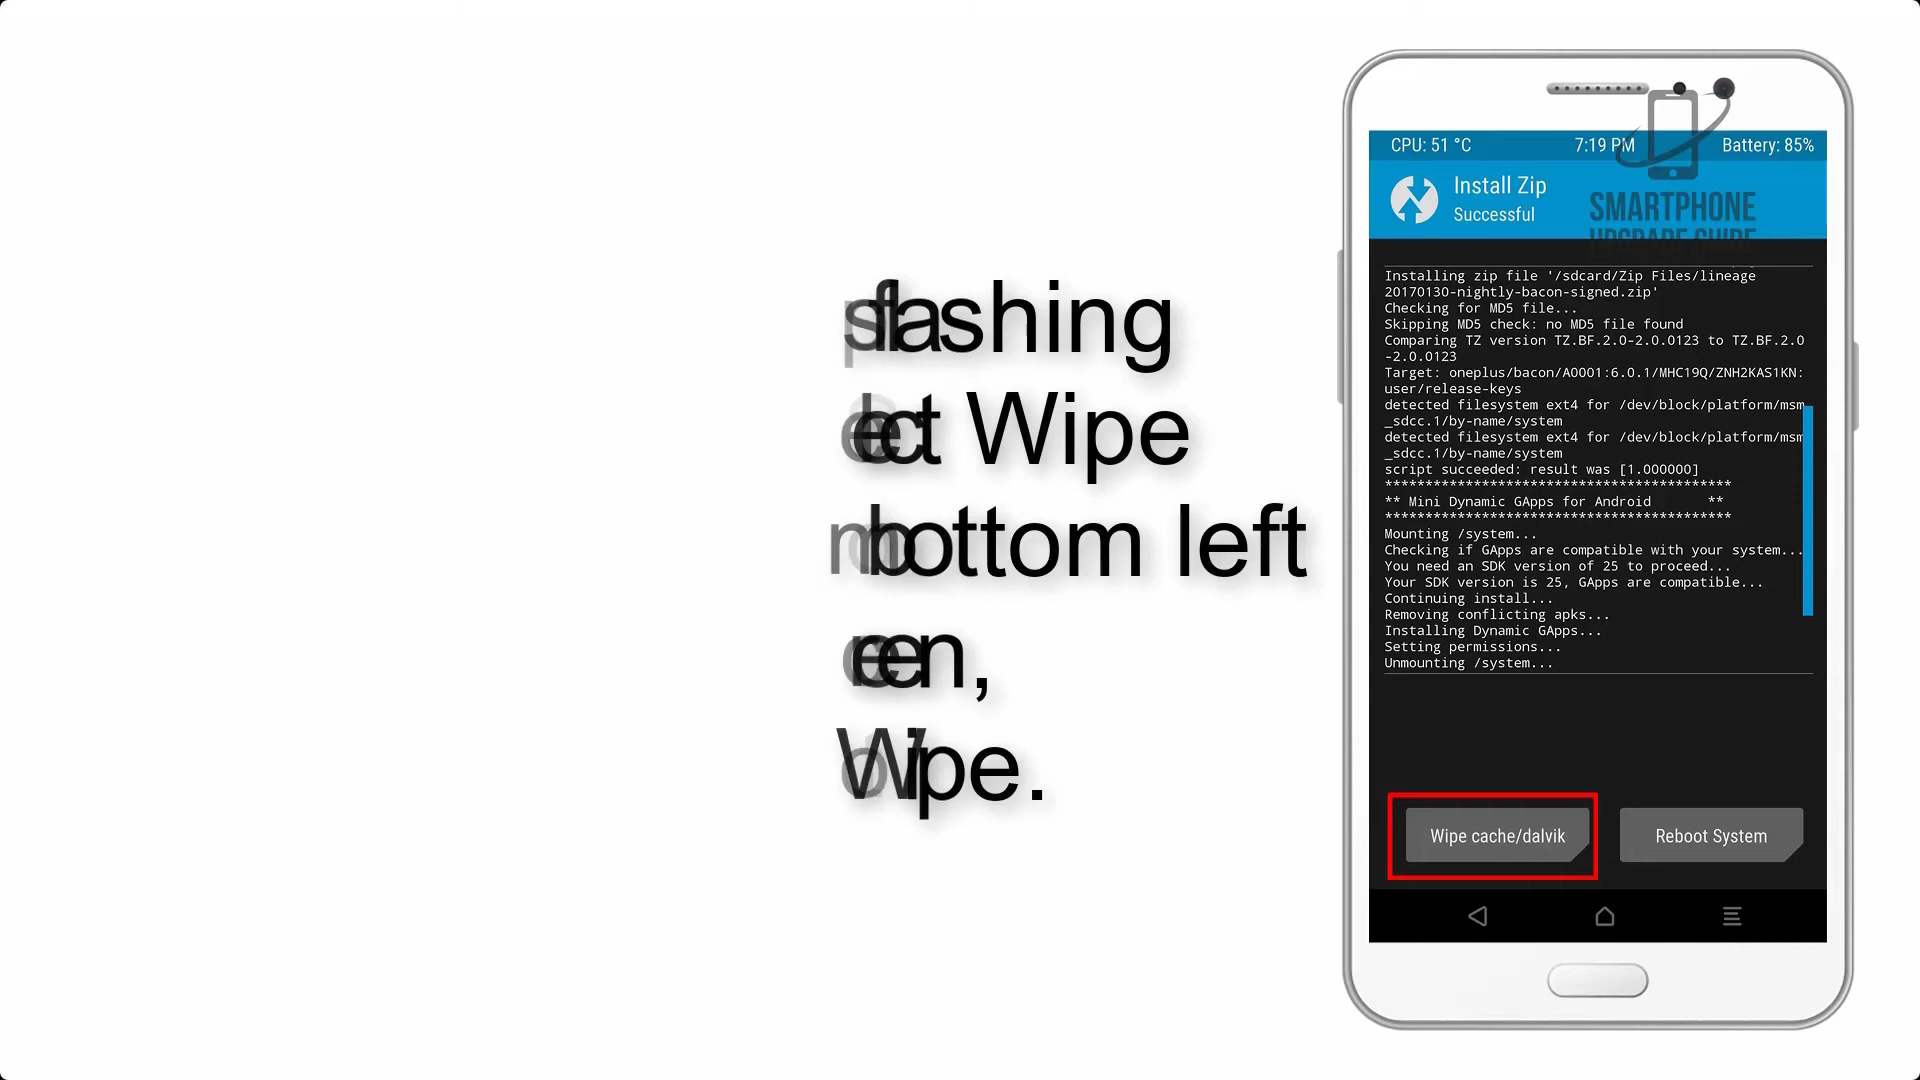 flashing
Wipe
bottom left
Wipe.
CPU: 51 °C
7:19 PM
Battery: 85%
Install Zip
Successful
SMARTPHONE
UPGRADE GUIDE
Installing zip file '/sdcard/Zip Files/lineage
20170130-nightly-bacon-signed.zip'
Checking for MD5 file...
Skipping MD5 check: no MD5 file found
Comparing TZ version TZ.BF.2.0-2.0.0123 to TZ.BF.2.0
-2.0.0123
Target: oneplus/bacon/A0001:6.0.1/MHC19Q/ZNH2KAS1KN:
user/release-keys
detected filesystem ext4 for /dev/block/platform/msm
_sdcc.1/by-name/system
detected filesystem ext4 for /dev/block/platform/msm
_sdcc.1/by-name/system
script succeeded: result was [1.000000]
******************************************
** Mini Dynamic GApps for Android **
******************************************
Mounting /system...
Checking if GApps are compatible with your system...
You need an SDK version of 25 to proceed...
Your SDK version is 25, GApps are compatible...
Continuing install...
Removing conflicting apks...
Installing Dynamic GApps...
Setting permissions...
Unmounting /system...
Wipe cache/dalvik
Reboot System